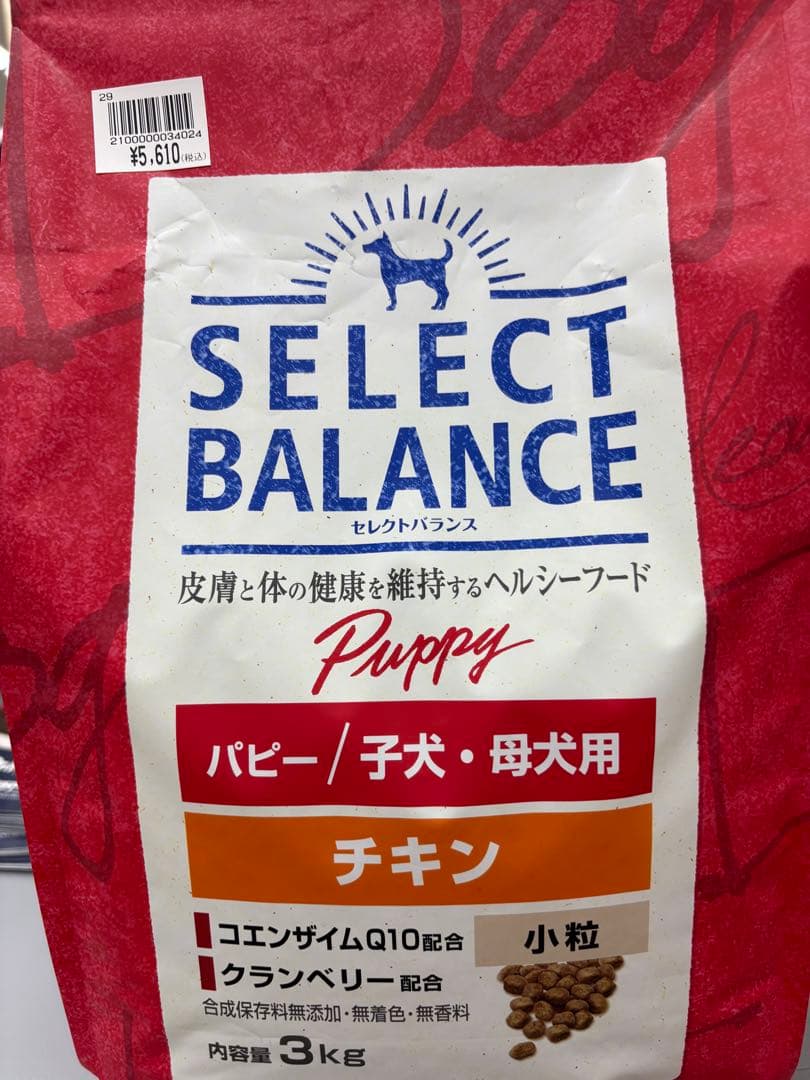 29
2100000034024
¥5,610(税込)
SELECT
BALANCE
セレクトバランス
皮膚と体の健康を維持するヘルシーフード
Puppy
パピー/子犬・母犬用
チキン
コエンザイムQ10配合
小粒
クランベリー配合
合成保存料無添加・無着色・無香料
内容量 3kg